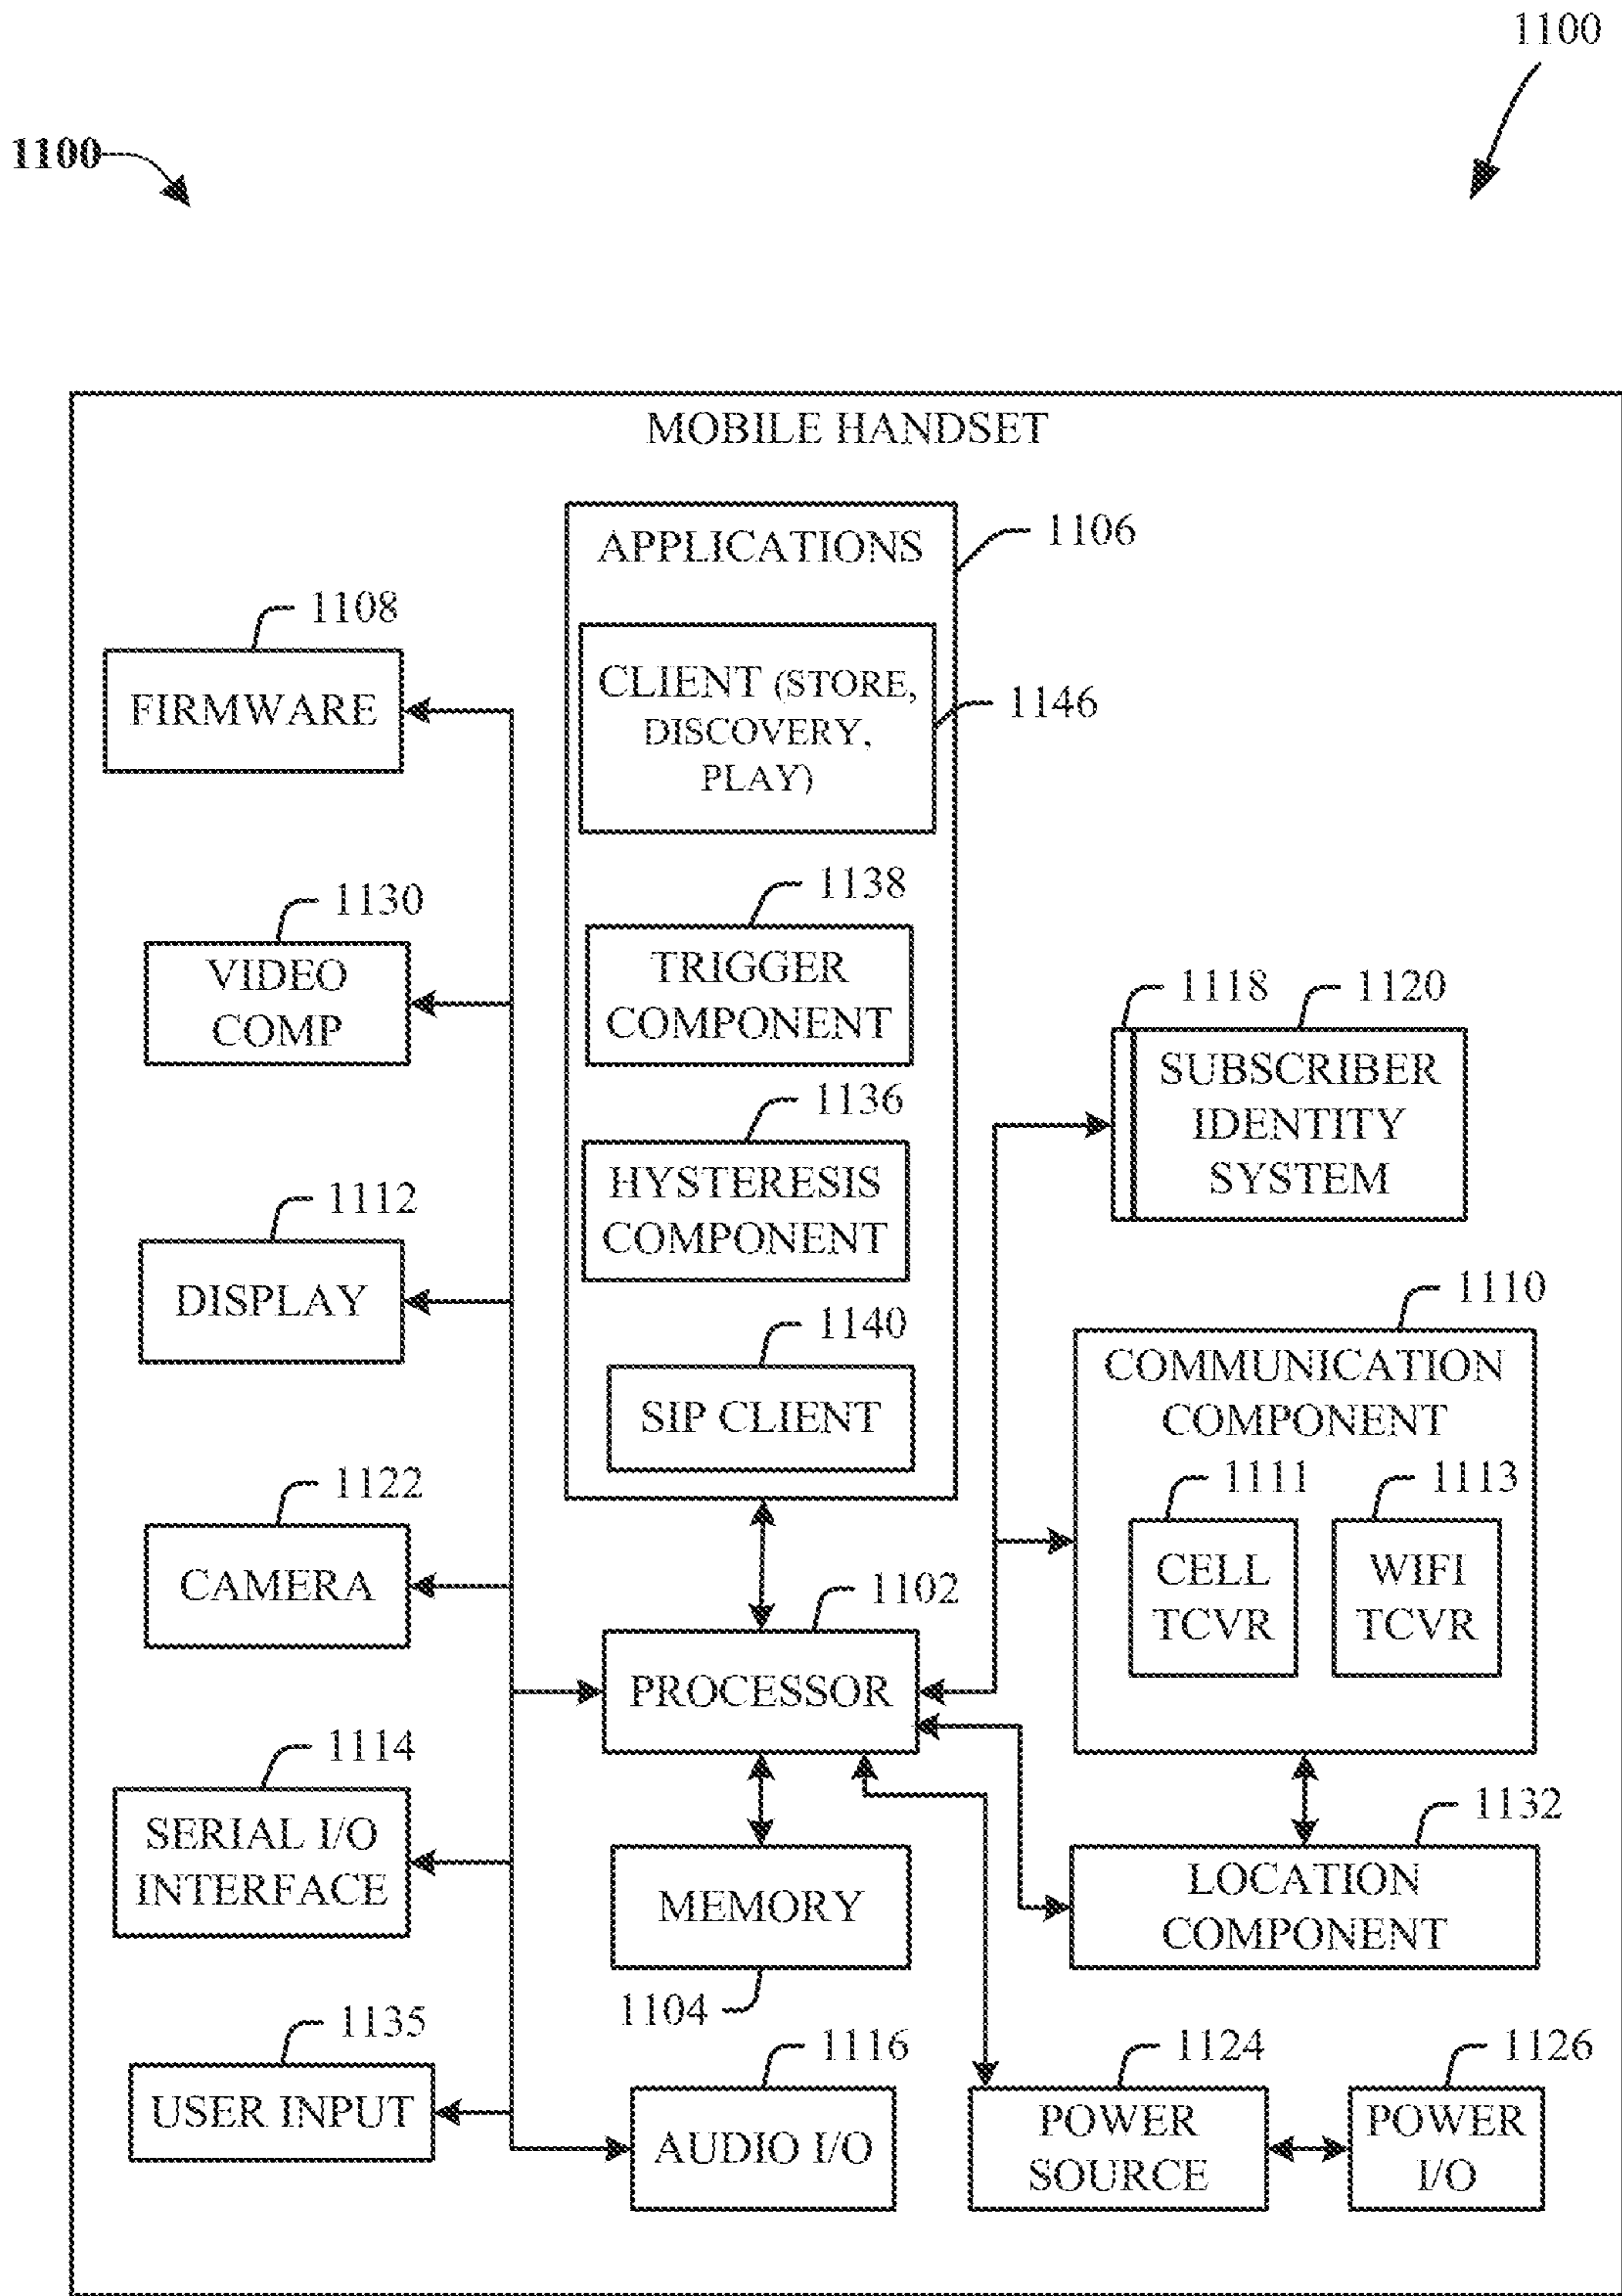 1100
1100
MOBILE HANDSET
APPLICATIONS
1106
CLIENT (STORE,
DISCOVERY,
PLAY)
1146
1108
FIRMWARE
1138
TRIGGER
COMPONENT
1130
VIDEO
COMP
1136
HYSTERESIS
COMPONENT
1118
1120
SUBSCRIBER
IDENTITY
SYSTEM
1112
DISPLAY
1140
SIP CLIENT
1110
COMMUNICATION
COMPONENT
1111
CELL
TCVR
1113
WIFI
TCVR
1122
CAMERA
1102
PROCESSOR
1114
SERIAL I/O
INTERFACE
MEMORY
1104
1132
LOCATION
COMPONENT
1135
USER INPUT
1116
AUDIO I/O
1124
POWER
SOURCE
1126
POWER
I/O